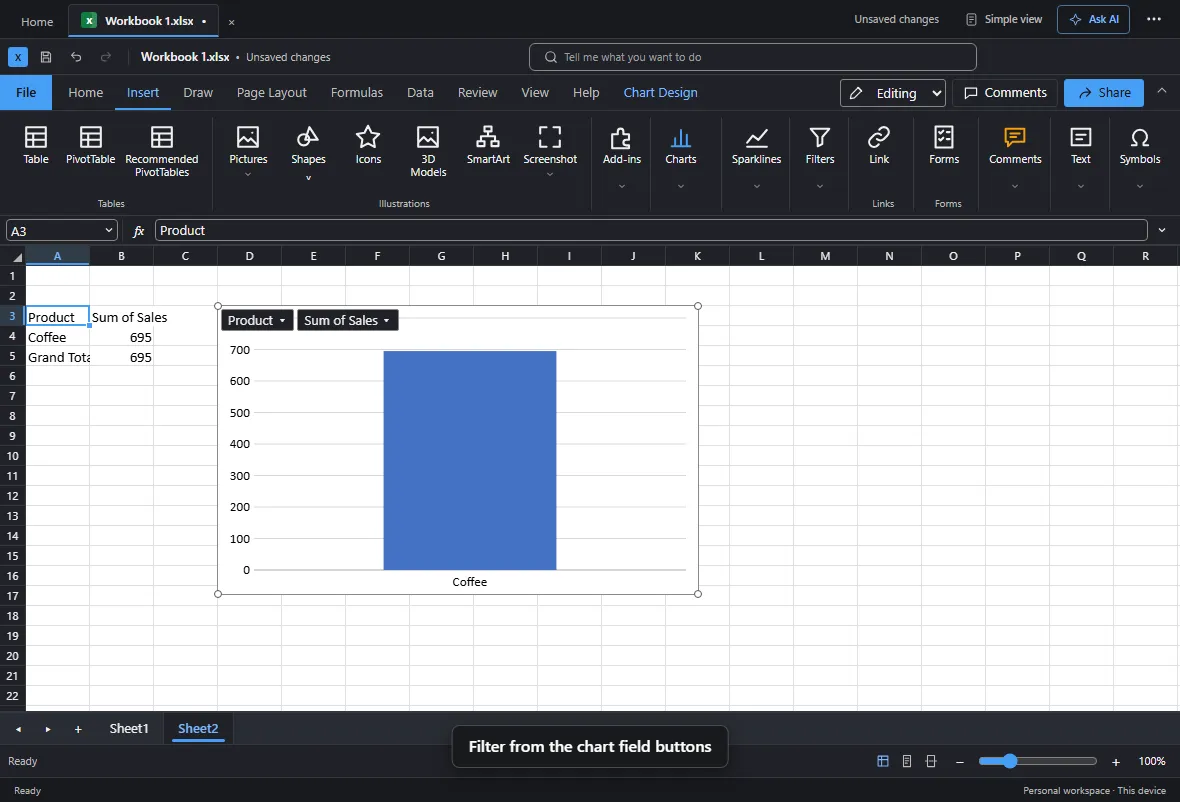 Home
Workbook 1.xlsx •
Unsaved changes
Simple view
Ask AI
Workbook 1.xlsx • Unsaved changes
Tell me what you want to do
File
Home
Insert
Draw
Page Layout
Formulas
Data
Review
View
Help
Chart Design
Editing
Comments
Share
Table
PivotTable
Recommended
PivotTables
Pictures
Shapes
Icons
3D
Models
SmartArt
Screenshot
Add-ins
Charts
Sparklines
Filters
Link
Forms
Comments
Text
Symbols
Tables
Illustrations
Links
Forms
A3
fx
Product
A B C D E F G H I J K L M N O P Q R
1
2
3 Product Sum of Sales
4 Coffee 695
5 Grand Tota 695
6
7
8
9
10
11
12
13
14
15
16
17
18
19
20
21
22
Product
Sum of Sales
700
600
500
400
300
200
100
0
Coffee
Sheet1
Sheet2
Filter from the chart field buttons
Ready
100%
Ready
Personal workspace · This device